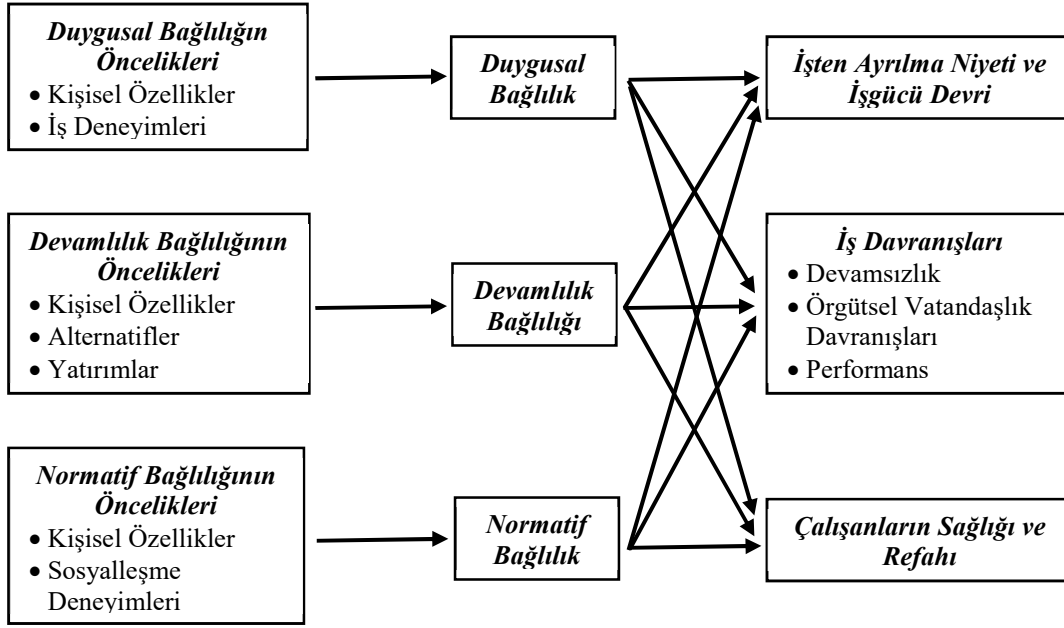 Duygusal Bağlılığın
Öncelikleri
• Kişisel Özellikler
• İş Deneyimleri
Duygusal
Bağlılık
İşten Ayrılma Niyeti ve
İşgücü Devri
Devamlılık Bağlılığının
Öncelikleri
• Kişisel Özellikler
• Alternatifler
• Yatırımlar
Devamlılık
Bağlılığı
İş Davranışları
• Devamsızlık
• Örgütsel Vatandaşlık
Davranışları
• Performans
Normatif Bağlılığının
Öncelikleri
• Kişisel Özellikler
• Sosyalleşme
Deneyimleri
Normatif
Bağlılık
Çalışanların Sağlığı ve
Refahı